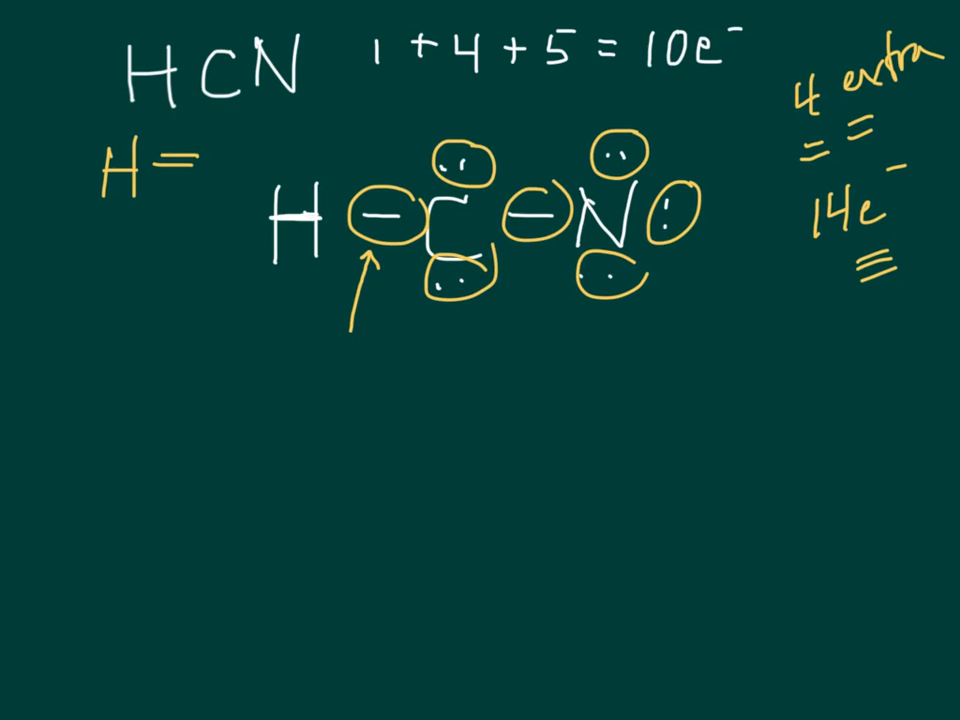 HCN 1 + 4 + 5 = 10e⁻
4 extra
H =
H - C - N
14e⁻